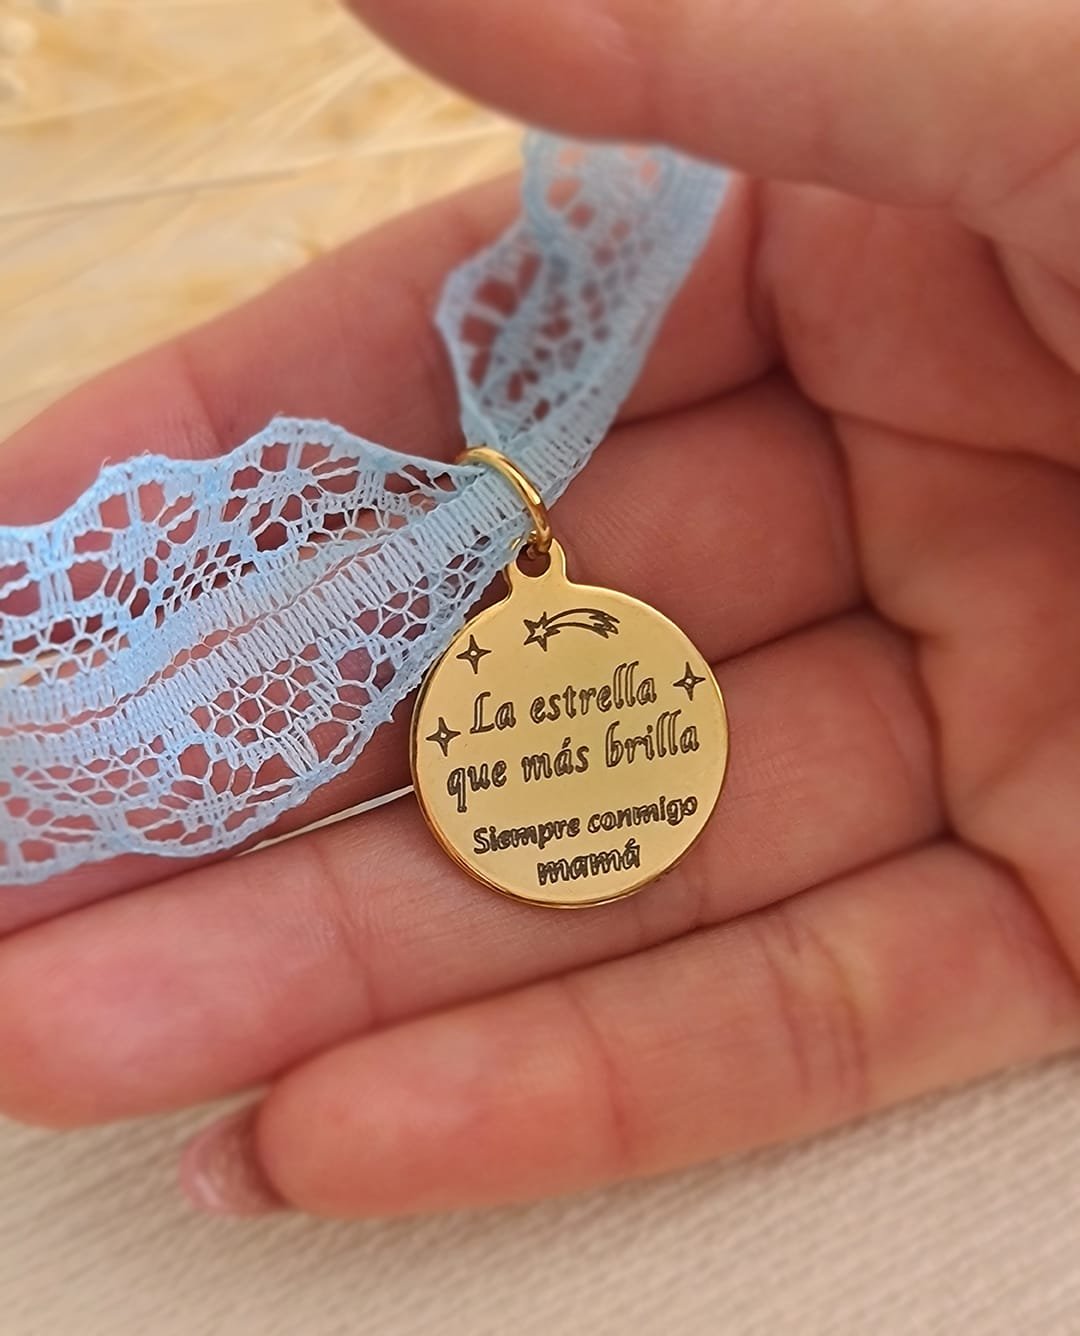 La estrella
que más brilla
Siempre conmigo
mamá